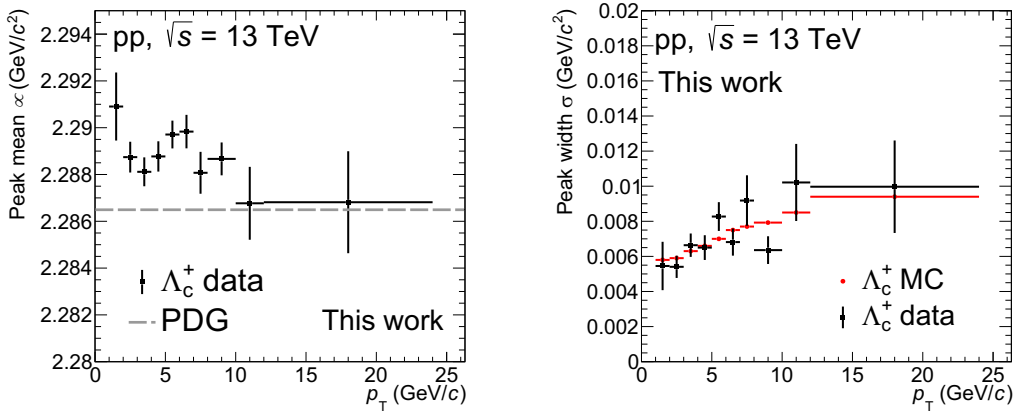 Peak mean ∝ (GeV/c²)
2.294
2.292
2.29
2.288
2.286
2.284
2.282
2.28
pp, √s = 13 TeV
Λc⁺ data
PDG
This work
0 5 10 15 20 25
pT (GeV/c)
Peak width σ (GeV/c²)
0.02
0.018
0.016
0.014
0.012
0.01
0.008
0.006
0.004
0.002
0
pp, √s = 13 TeV
This work
Λc⁺ MC
Λc⁺ data
0 5 10 15 20 25
pT (GeV/c)